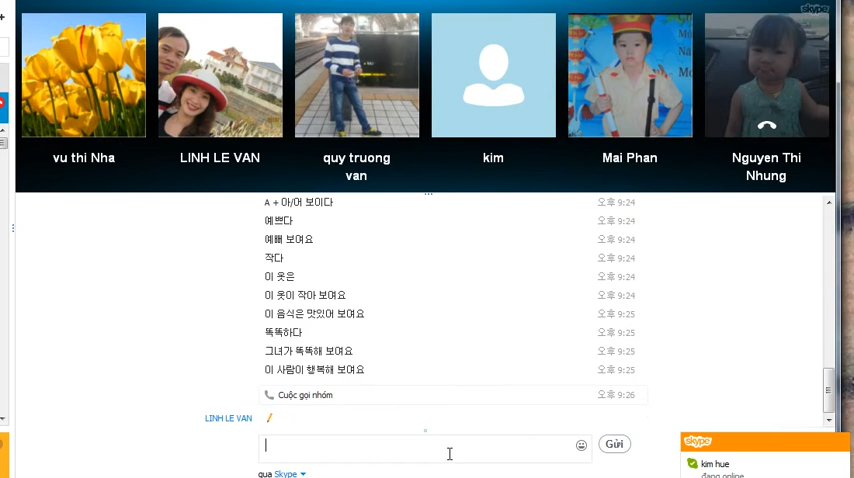 skype
vu thi Nha
LINH LE VAN
quy truong
van
kim
Mai Phan
Nguyen Thi
Nhung
A + 아/어 보이다 오후 9:24
예쁘다 오후 9:24
예뻐 보여요 오후 9:24
작다 오후 9:24
이 옷은 오후 9:24
이 옷이 작아 보여요 오후 9:24
이 음식은 맛있어 보여요 오후 9:25
똑똑하다 오후 9:25
그녀가 똑똑해 보여요 오후 9:25
이 사람이 행복해 보여요 오후 9:25
Cuộc gọi nhóm 오후 9:26
LINH LE VAN
Gửi
qua Skype
skype
kim hue
đang online